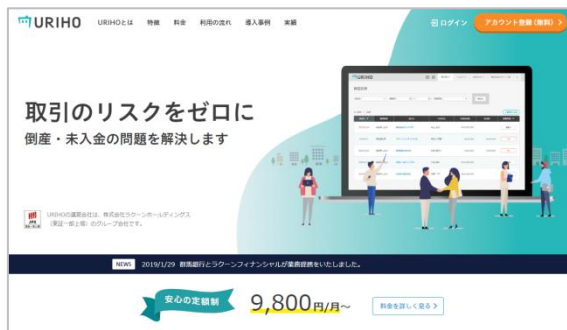 URIHO
URIHOとは 特徴 料金 利用の流れ 導入事例 実績
ログイン
アカウント登録(無料)
取引のリスクをゼロに
倒産・未入金の問題を解決します
URIHOの運営会社は、株式会社ラクーンホールディングス
(東証一部上場)のグループ会社です。
NEWS 2019/1/29 群馬銀行とラクーンフィナンシャルが業務提携をいたしました。
安心の定額制
9,800円/月~
料金を詳しく見る